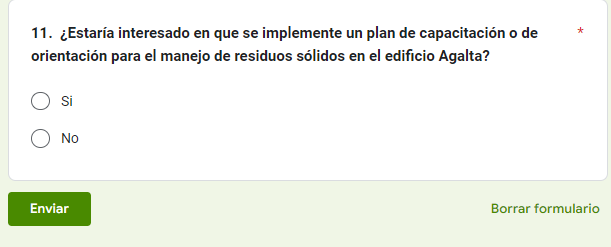 11. ¿Estaría interesado en que se implemente un plan de capacitación o de *
orientación para el manejo de residuos sólidos en el edificio Agalta?
Si
No
Enviar
Borrar formulario